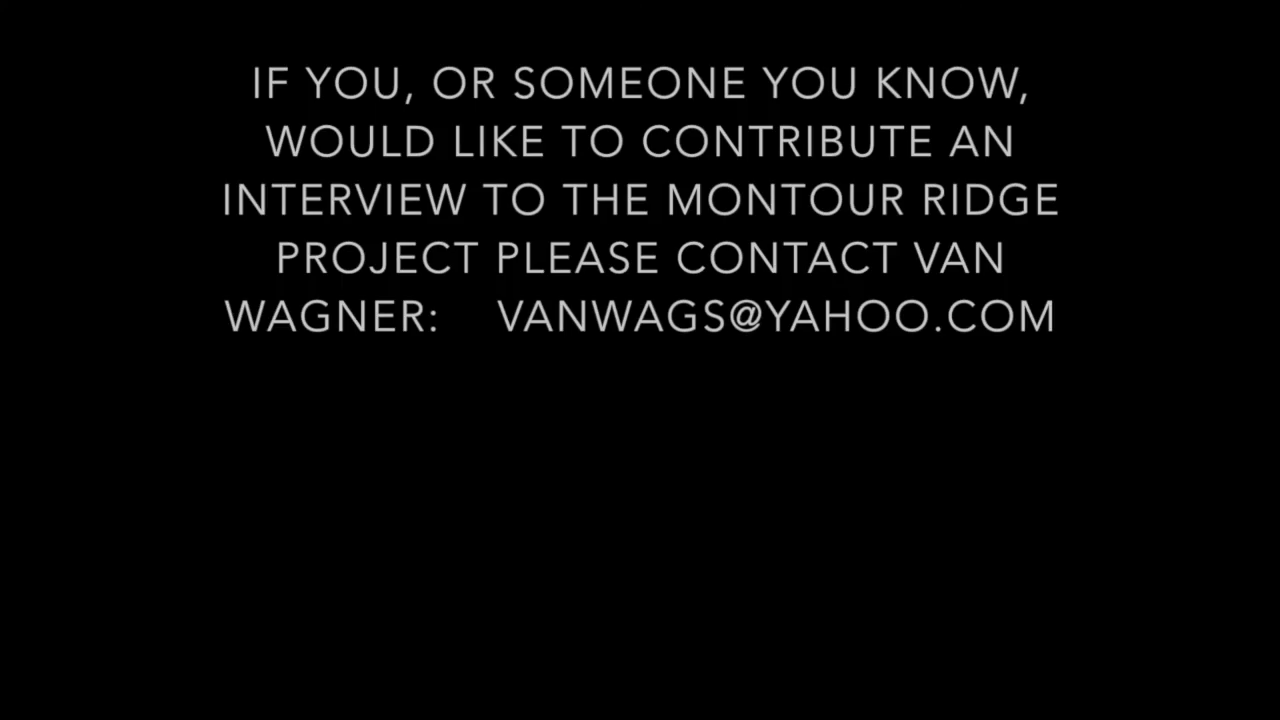 IF YOU, OR SOMEONE YOU KNOW,
WOULD LIKE TO CONTRIBUTE AN
INTERVIEW TO THE MONTOUR RIDGE
PROJECT PLEASE CONTACT VAN
WAGNER: VANWAGS@YAHOO.COM